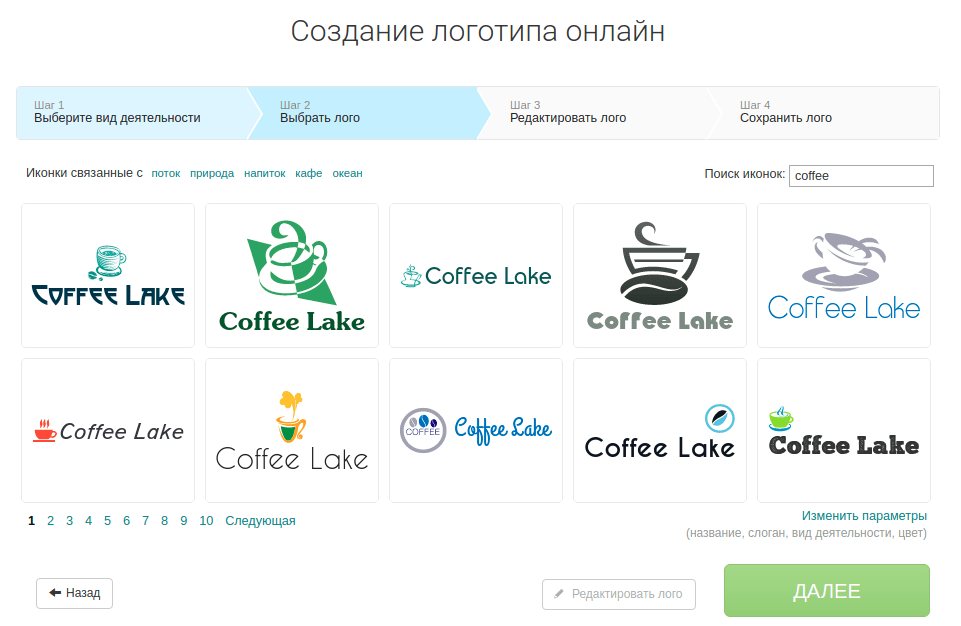 Создание логотипа онлайн
Шаг 1
Выберите вид деятельности
Шаг 2
Выбрать лого
Шаг 3
Редактировать лого
Шаг 4
Сохранить лого
Иконки связанные с поток природа напиток кафе океан
Поиск иконок: coffee
Coffee Lake
Coffee Lake
Coffee Lake
Coffee Lake
Coffee Lake
Coffee Lake
Coffee Lake
COFFEE
Coffee Lake
Coffee Lake
Coffee Lake
1 2 3 4 5 6 7 8 9 10 Следующая
Изменить параметры
(название, слоган, вид деятельности, цвет)
Назад
Редактировать лого
ДАЛЕЕ